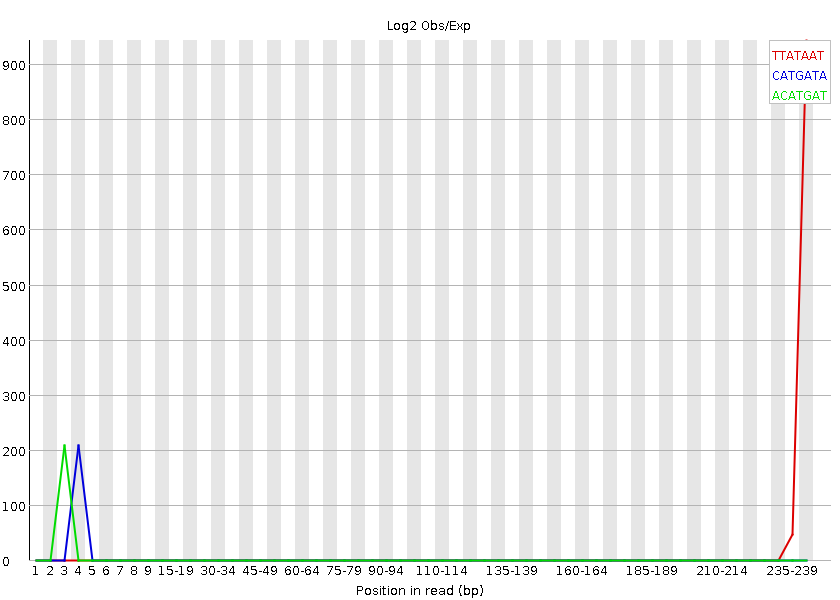 Log2 Obs/Exp
TTATAAT
CATGATA
ACATGAT
900
800
700
600
500
400
300
200
100
0
1 2 3 4 5 6 7 8 9 15-19 30-34 45-49 60-64 75-79 90-94 110-114 135-139 160-164 185-189 210-214 235-239
Position in read (bp)